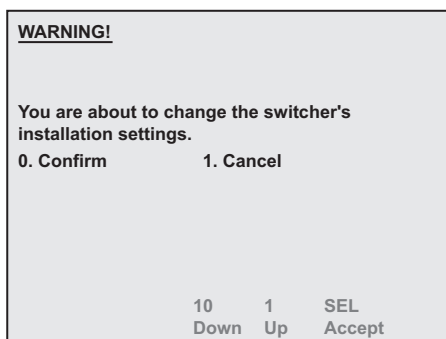 WARNING!
You are about to change the switcher's
installation settings.
0. Confirm 1. Cancel
10 1 SEL
Down Up Accept